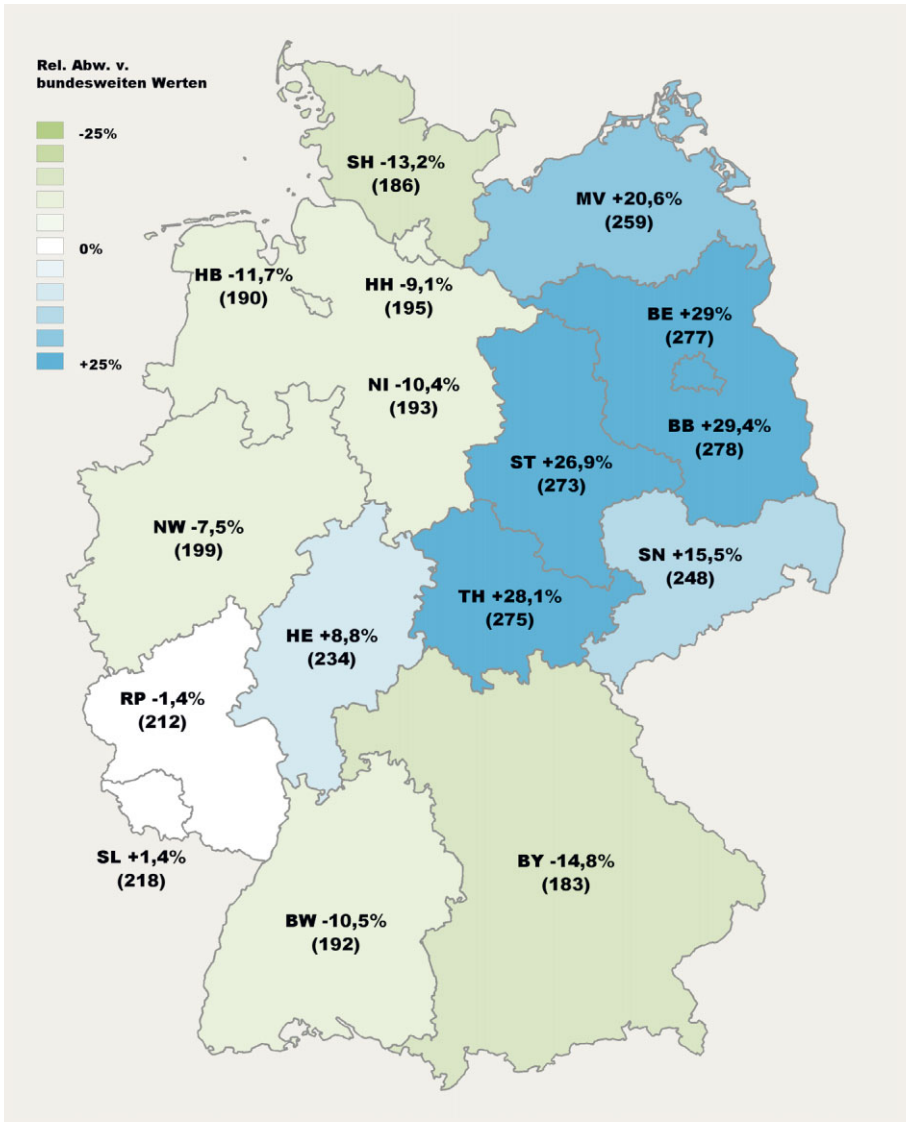 Rel. Abw. v.
bundesweiten Werten
-25%
0%
+25%
SH -13,2%
(186)
MV +20,6%
(259)
HB -11,7%
(190)
HH -9,1%
(195)
BE +29%
(277)
NI -10,4%
(193)
BB +29,4%
(278)
ST +26,9%
(273)
NW -7,5%
(199)
SN +15,5%
(248)
TH +28,1%
(275)
HE +8,8%
(234)
RP -1,4%
(212)
SL +1,4%
(218)
BY -14,8%
(183)
BW -10,5%
(192)